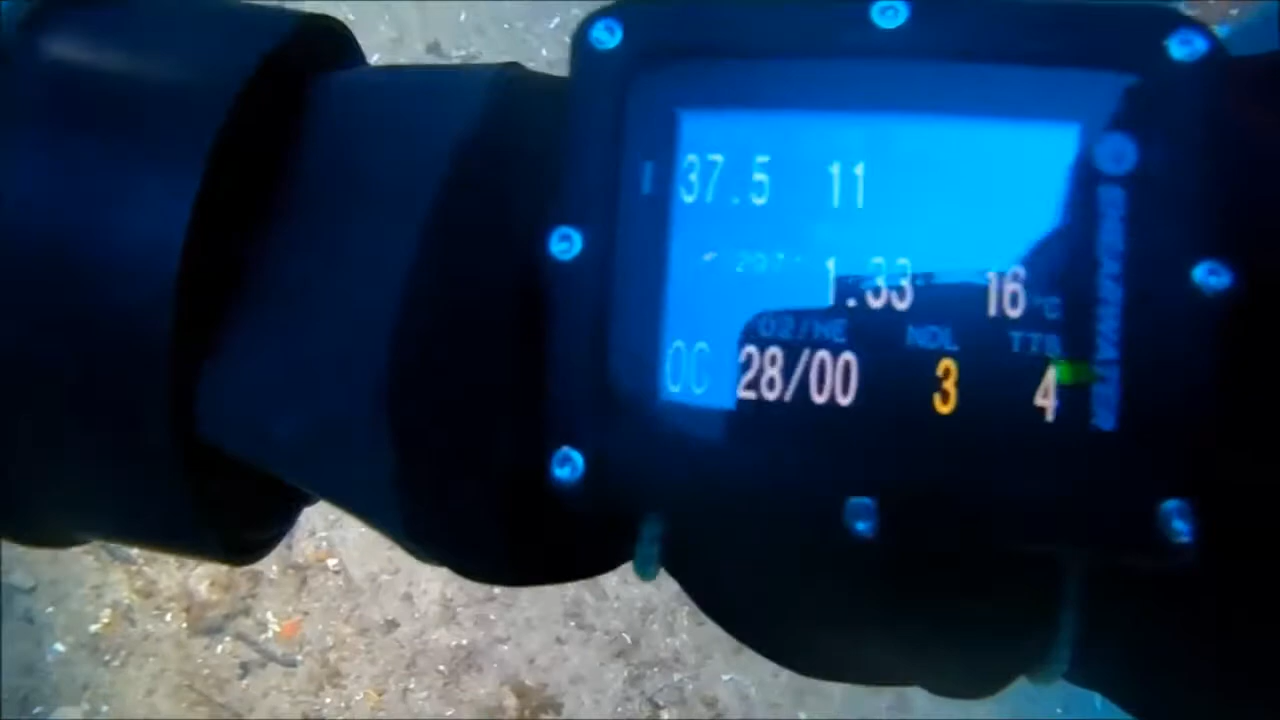 37.5 11
1.33 16 °C
O2/HE NDL TTS
OC 28/00 3 4
SHEARWATER